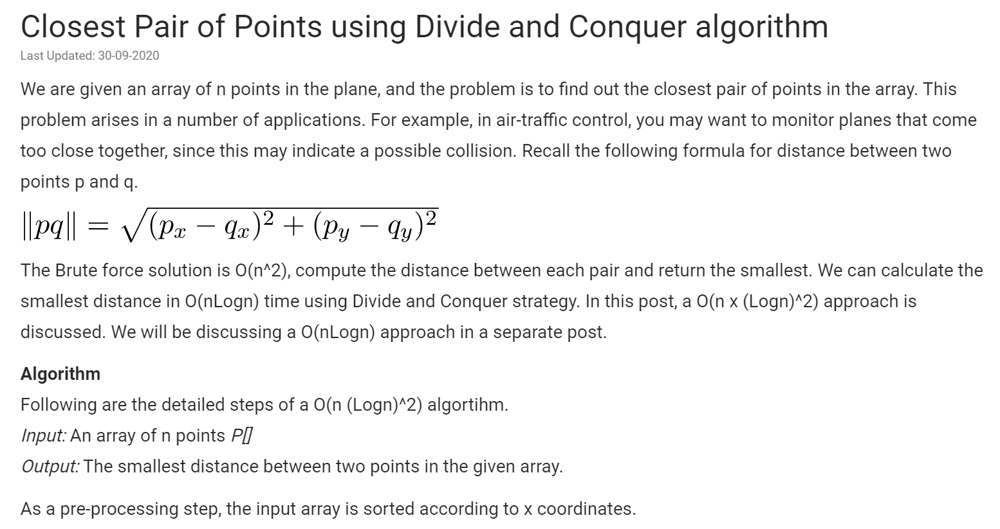 Closest Pair of Points using Divide and Conquer algorithm
Last Updated: 30-09-2020
We are given an array of n points in the plane, and the problem is to find out the closest pair of points in the array. This
problem arises in a number of applications. For example, in air-traffic control, you may want to monitor planes that come
too close together, since this may indicate a possible collision. Recall the following formula for distance between two
points p and q.
‖pq‖ = √(pₓ − qₓ)² + (p_y − q_y)²
The Brute force solution is O(n^2), compute the distance between each pair and return the smallest. We can calculate the
smallest distance in O(nLogn) time using Divide and Conquer strategy. In this post, a O(n x (Logn)^2) approach is
discussed. We will be discussing a O(nLogn) approach in a separate post.
Algorithm
Following are the detailed steps of a O(n (Logn)^2) algortihm.
Input: An array of n points P[]
Output: The smallest distance between two points in the given array.
As a pre-processing step, the input array is sorted according to x coordinates.